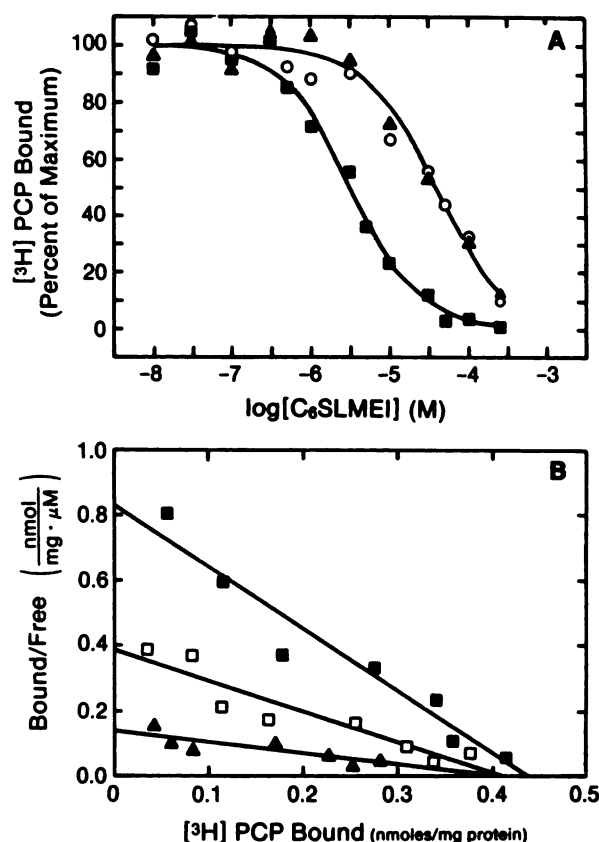 A
100
80
60
40
20
0
[³H] PCP Bound
(Percent of Maximum)
-8 -7 -6 -5 -4 -3
log[C₆SLMEI] (M)
B
1.0
0.8
0.6
0.4
0.2
0.0
Bound/Free (nmol/mg · μM)
0 0.1 0.2 0.3 0.4 0.5
[³H] PCP Bound (nmoles/mg protein)